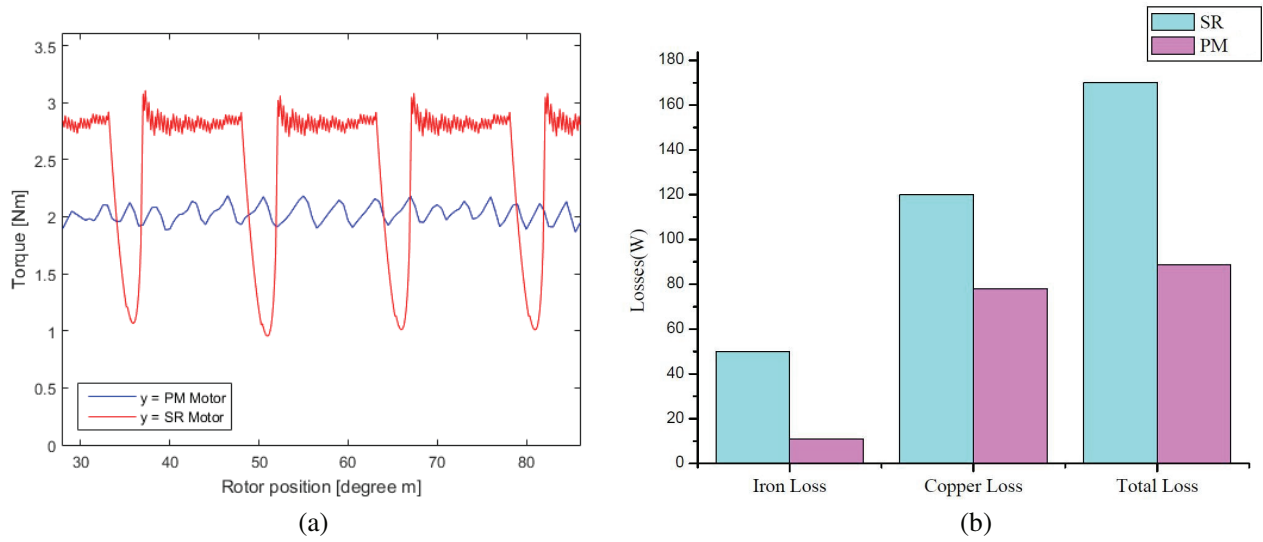 3.5
3
2.5
2
1.5
1
0.5
0
Torque [Nm]
30 40 50 60 70 80
Rotor position [degree m]
y = PM Motor
y = SR Motor
(a)
SR
PM
180
160
140
120
100
80
60
40
20
0
Losses(W)
Iron Loss Copper Loss Total Loss
(b)